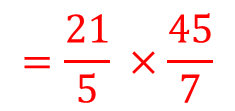 = 21/5 × 45/7